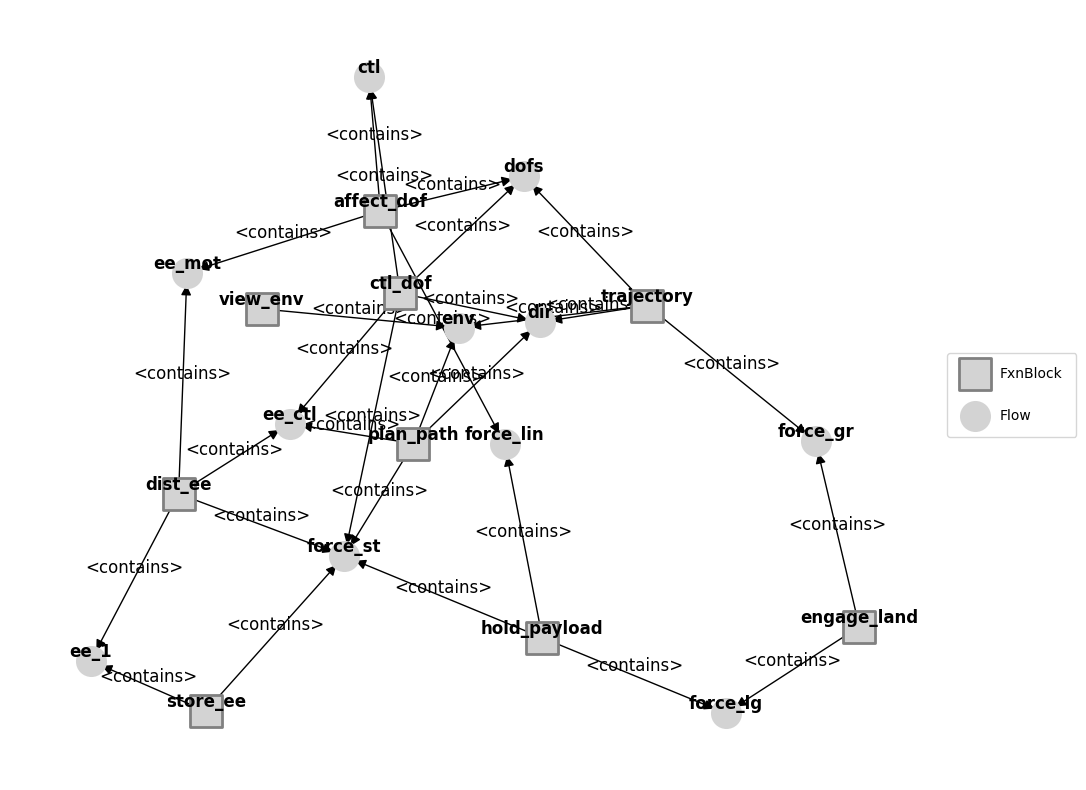 ctl
<contains>
dofs
<contains>
<contains>
affect_dof
<contains>
<contains>
<contains>
ee_mot
ctl_dof
view_env
trajectory
<contains>
<contains>
<contains>
<contains>
<contains>
env
dir
<contains>
<contains>
<contains>
<contains>
<contains>
FxnBlock
ee_ctl
<contains>
<contains>
Flow
plan_path
force_lin
force_gr
<contains>
dist_ee
<contains>
<contains>
<contains>
<contains>
force_st
<contains>
<contains>
engage_land
<contains>
hold_payload
ee_1
<contains>
<contains>
<contains>
store_ee
force_lg